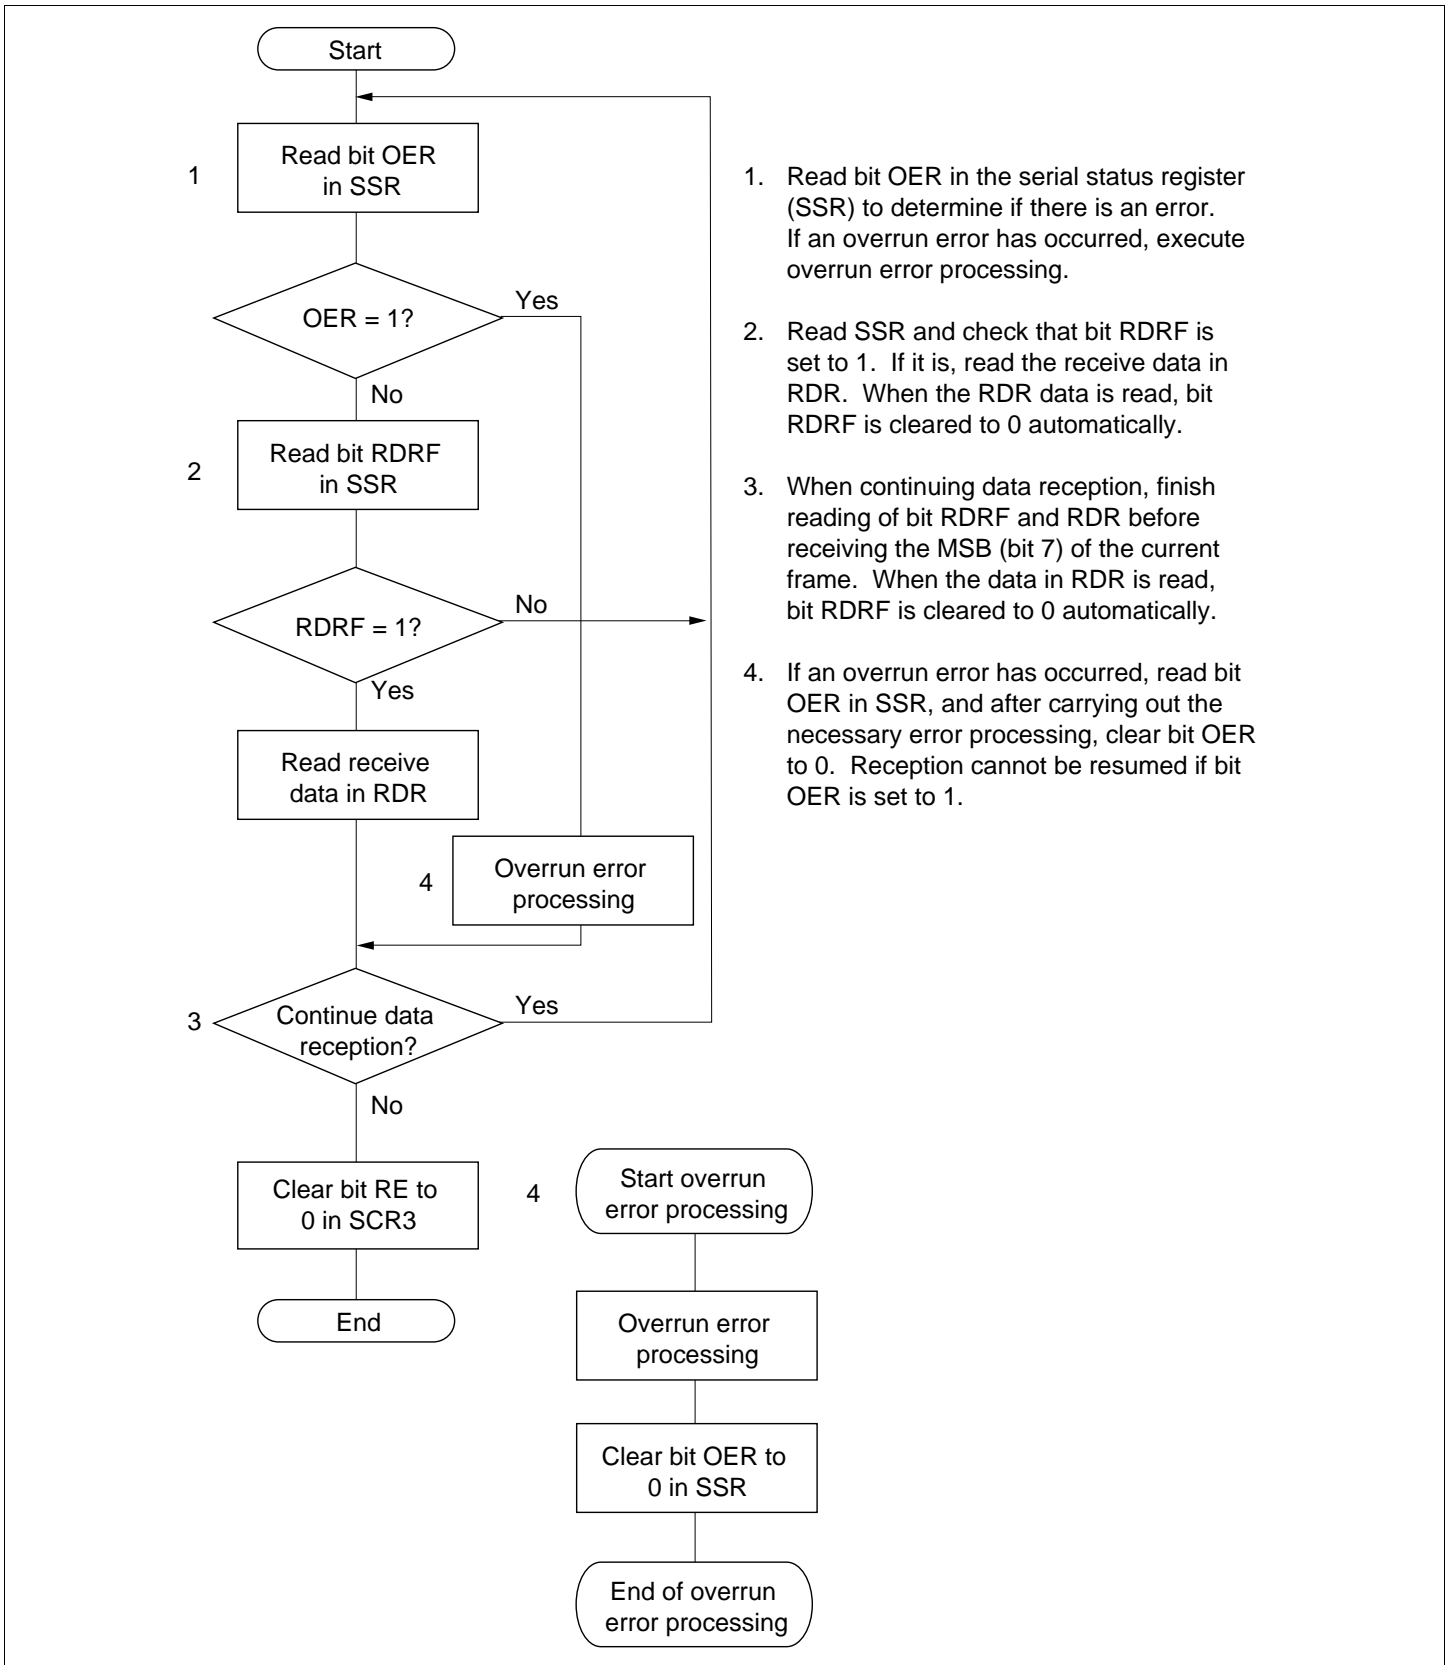 Start
1
Read bit OER
in SSR
OER = 1?
Yes
No
2
Read bit RDRF
in SSR
RDRF = 1?
No
Yes
Read receive
data in RDR
4
Overrun error
processing
3
Continue data
reception?
Yes
No
Clear bit RE to
0 in SCR3
End
4
Start overrun
error processing
Overrun error
processing
Clear bit OER to
0 in SSR
End of overrun
error processing
1. Read bit OER in the serial status register
(SSR) to determine if there is an error.
If an overrun error has occurred, execute
overrun error processing.
2. Read SSR and check that bit RDRF is
set to 1. If it is, read the receive data in
RDR. When the RDR data is read, bit
RDRF is cleared to 0 automatically.
3. When continuing data reception, finish
reading of bit RDRF and RDR before
receiving the MSB (bit 7) of the current
frame. When the data in RDR is read,
bit RDRF is cleared to 0 automatically.
4. If an overrun error has occurred, read bit
OER in SSR, and after carrying out the
necessary error processing, clear bit OER
to 0. Reception cannot be resumed if bit
OER is set to 1.